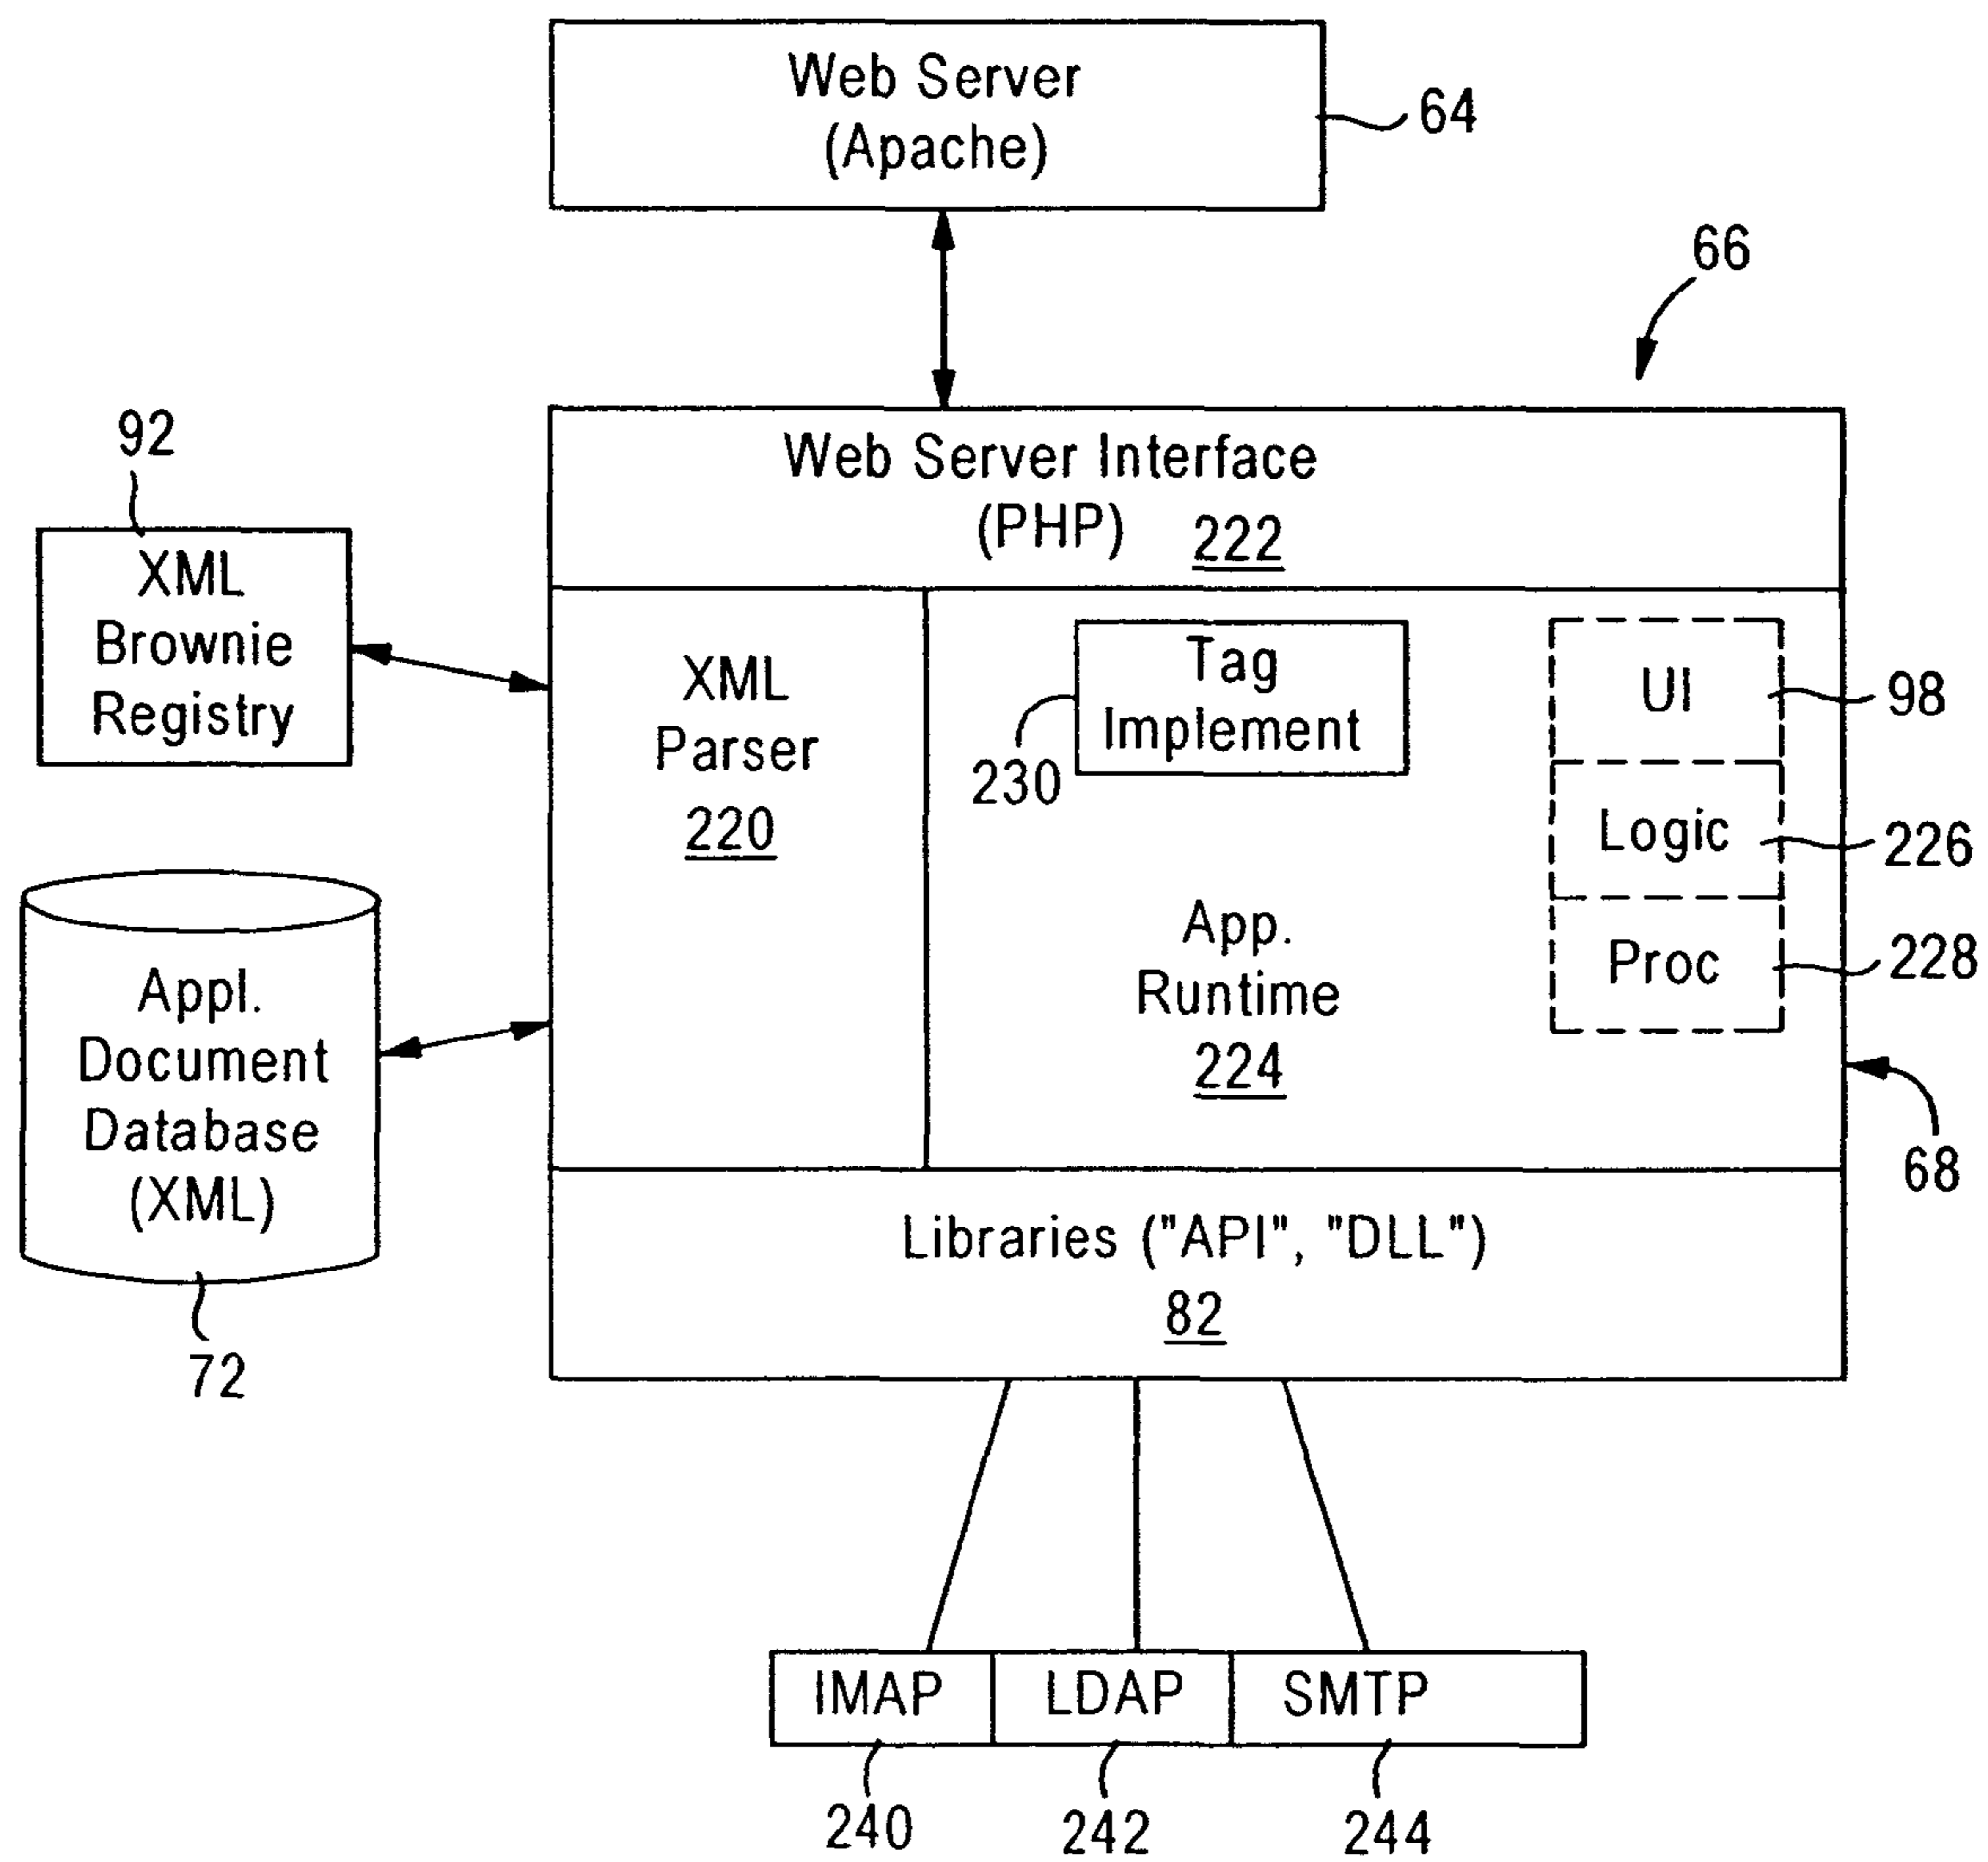 Web Server
(Apache)
64
66
92
Web Server Interface
(PHP) 222
XML
Brownie
Registry
XML
Parser
220
Tag
Implement
230
UI
98
Logic
226
Proc
228
App.
Runtime
224
68
Appl.
Document
Database
(XML)
72
Libraries ("API", "DLL")
82
IMAP
LDAP
SMTP
240
242
244